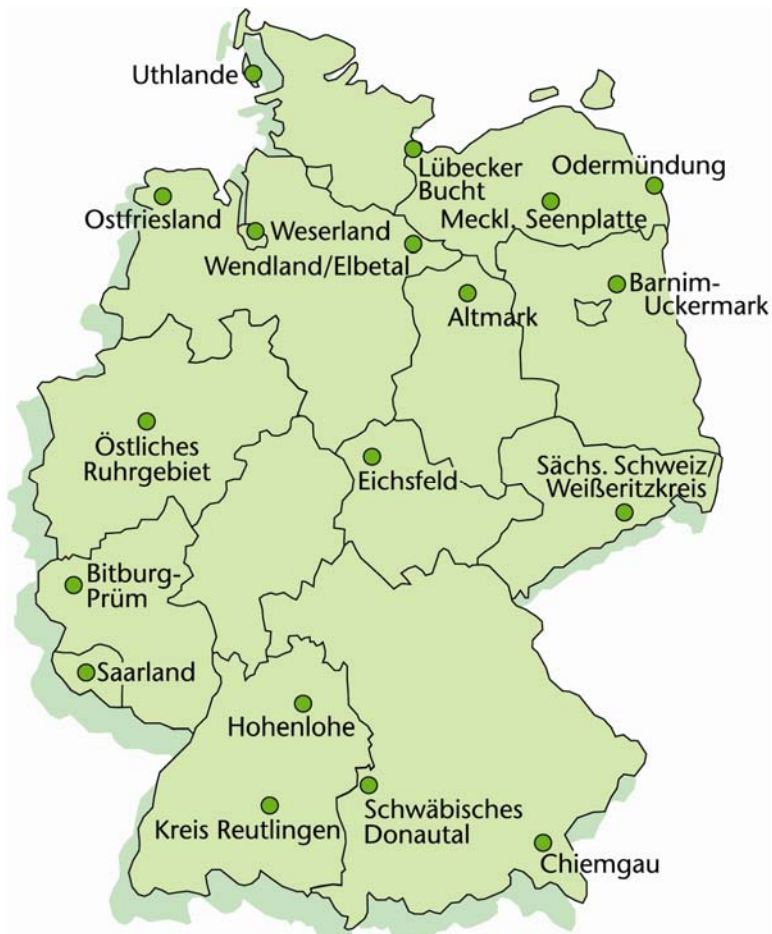 Uthlande
Lübecker
Bucht
Odermündung
Ostfriesland
Meckl. Seenplatte
Weserland
Wendland/Elbetal
Barnim-
Uckermark
Altmark
Östliches
Ruhrgebiet
Eichsfeld
Sächs. Schweiz/
Weißeritzkreis
Bitburg-
Prüm
Saarland
Hohenlohe
Schwäbisches
Donautal
Kreis Reutlingen
Chiemgau